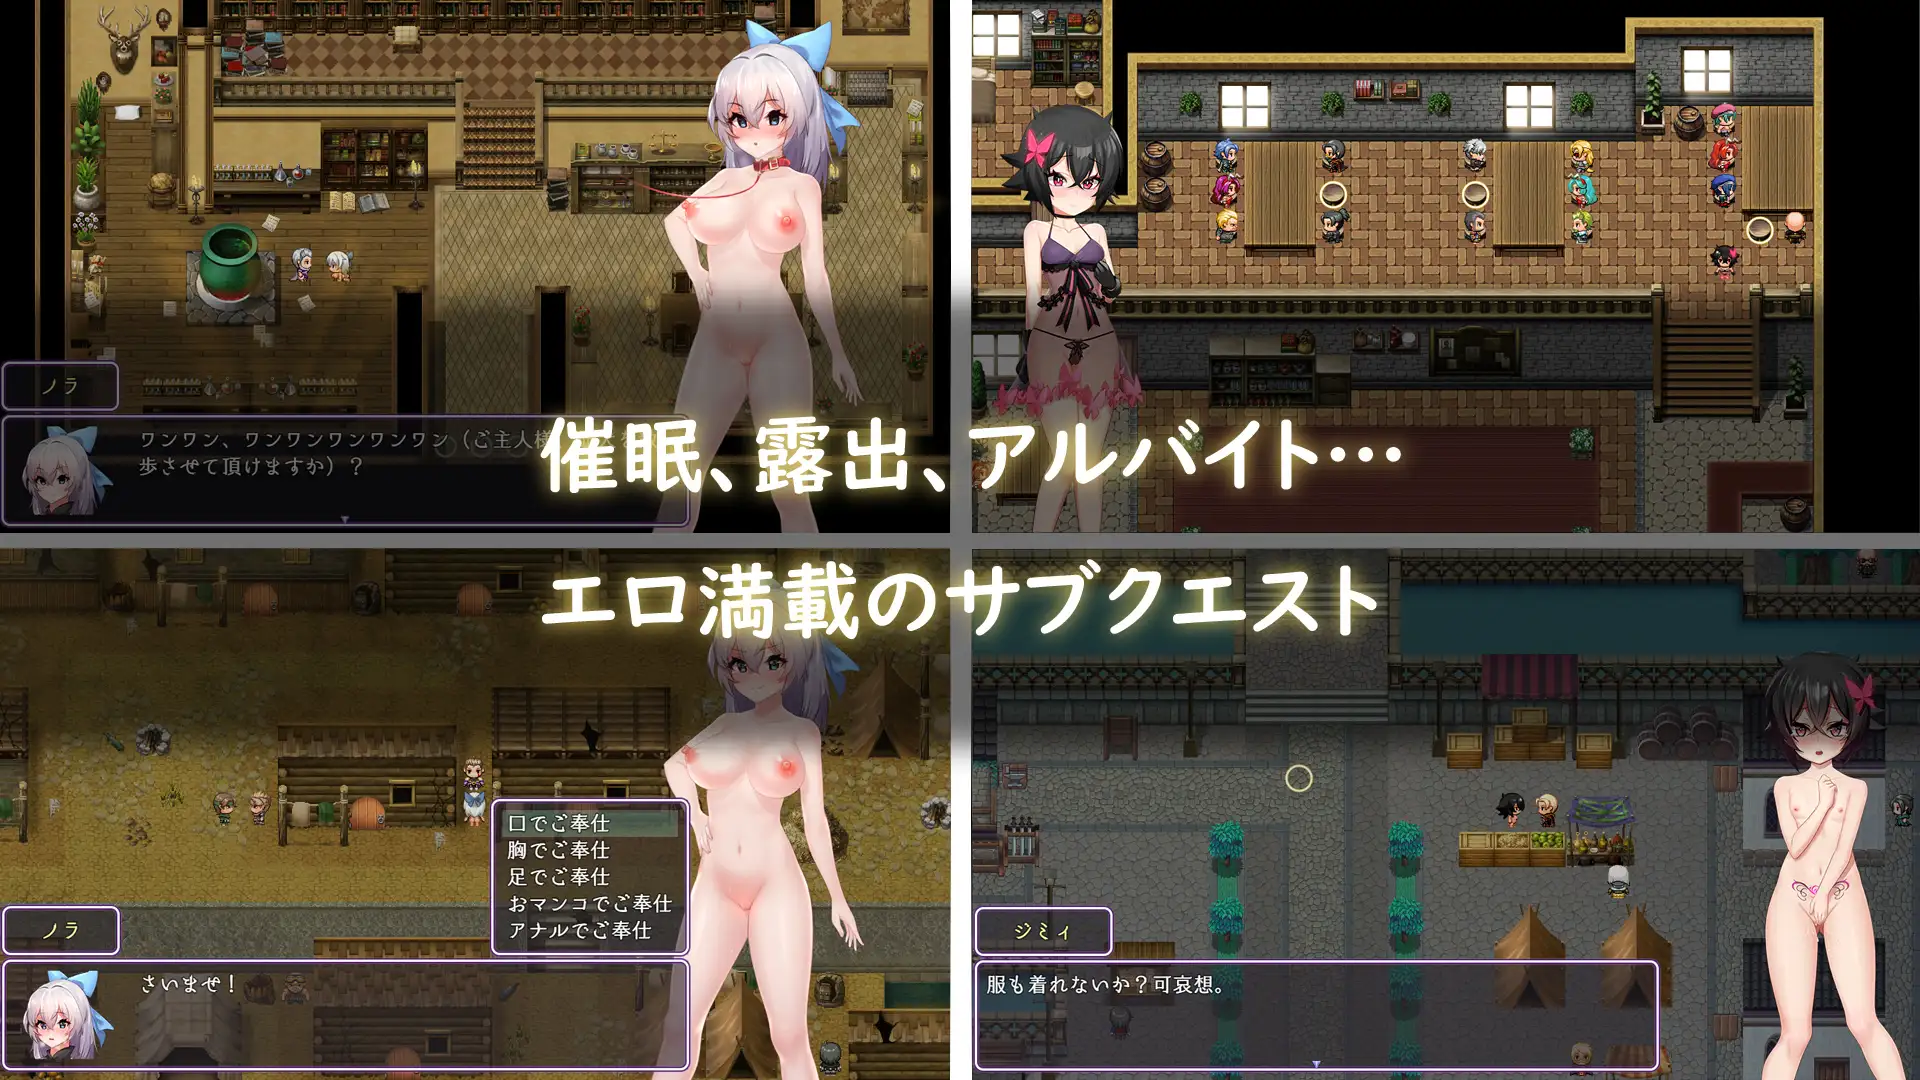 ノラ
ワンワン、ワンワンワンワンワン（ご主人様
歩させて頂けますか）？
催眠、露出、アルバイト…
エロ満載のサブクエスト
口でご奉仕
胸でご奉仕
足でご奉仕
おマンコでご奉仕
アナルでご奉仕
ノラ
さいませ！
ジミィ
服も着れないか？可哀想。